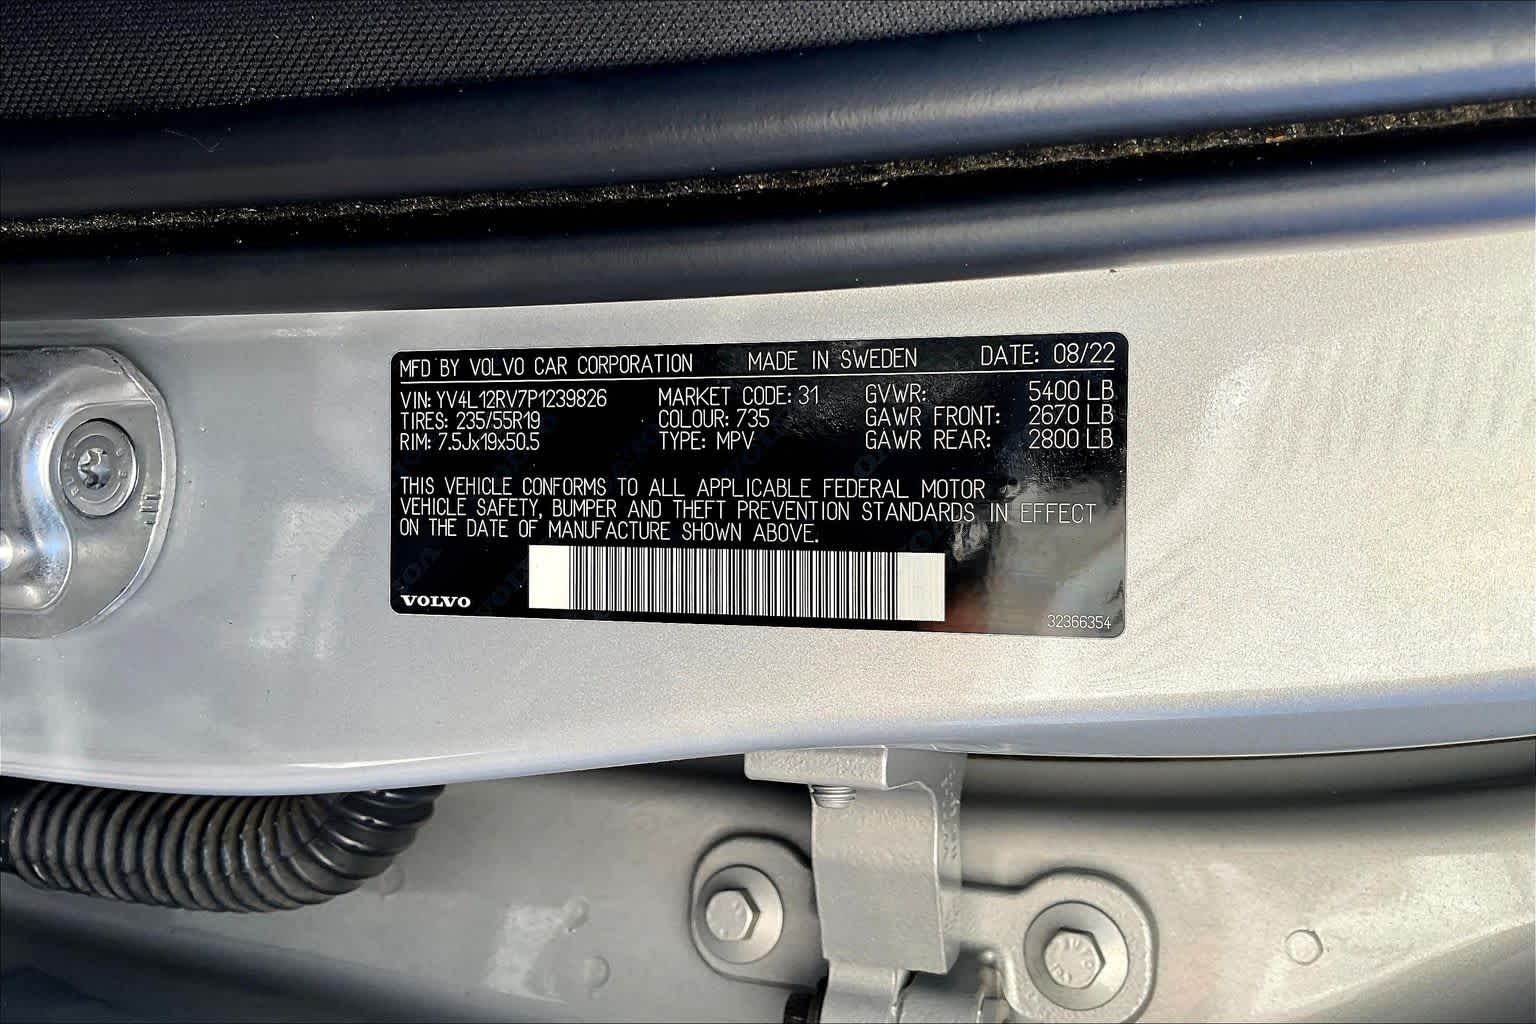 MFD BY VOLVO CAR CORPORATION MADE IN SWEDEN DATE: 08/22
VIN: YV4L12RV7P1239826 MARKET CODE: 31 GVWR: 5400 LB
TIRES: 235/55R19 COLOUR: 735 GAWR FRONT: 2670 LB
RIM: 7.5Jx19x50.5 TYPE: MPV GAWR REAR: 2800 LB
THIS VEHICLE CONFORMS TO ALL APPLICABLE FEDERAL MOTOR
VEHICLE SAFETY, BUMPER AND THEFT PREVENTION STANDARDS IN EFFECT
ON THE DATE OF MANUFACTURE SHOWN ABOVE.
VOLVO
32366354